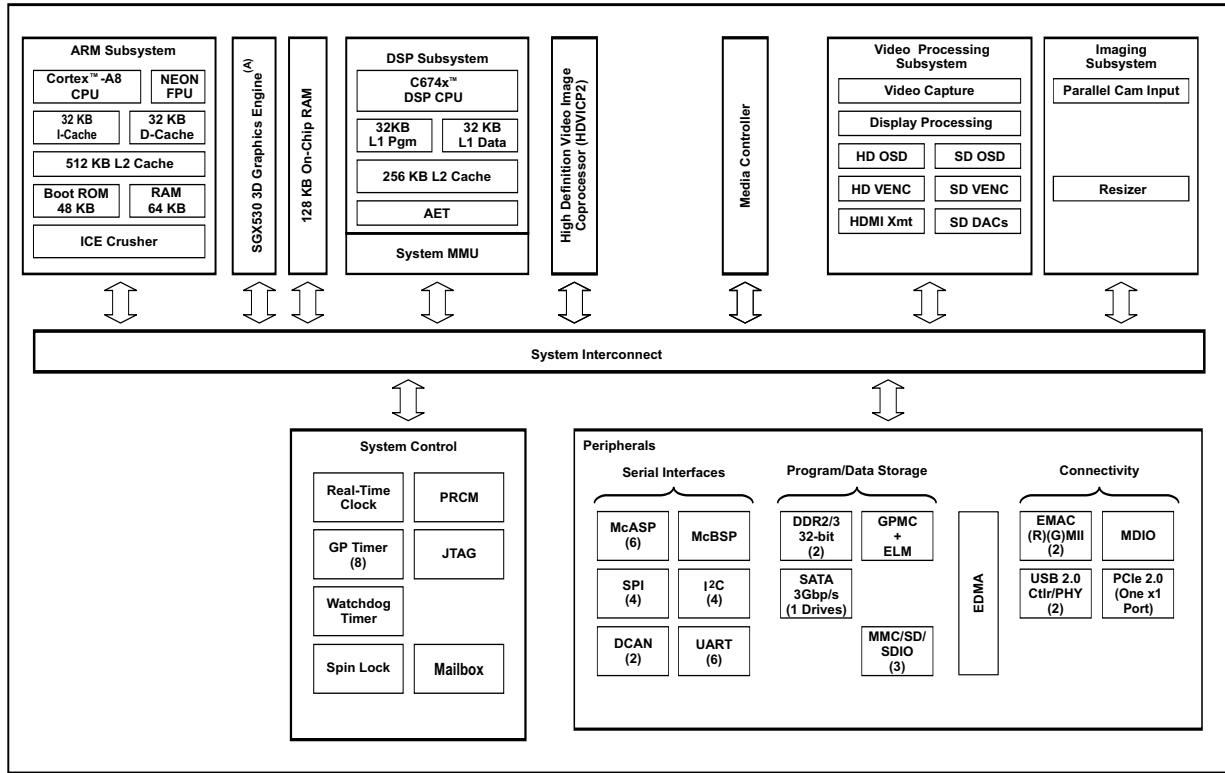 ARM Subsystem
Cortex™-A8
CPU
NEON
FPU
32 KB
I-Cache
32 KB
D-Cache
512 KB L2 Cache
Boot ROM
48 KB
RAM
64 KB
ICE Crusher
SGX530 3D Graphics Engine(A)
128 KB On-Chip RAM
DSP Subsystem
C674x™
DSP CPU
32KB
L1 Pgm
32 KB
L1 Data
256 KB L2 Cache
AET
System MMU
High Definition Video Image
Coprocessor (HDVICP2)
Media Controller
Video Processing
Subsystem
Video Capture
Display Processing
HD OSD
SD OSD
HD VENC
SD VENC
HDMI Xmt
SD DACs
Imaging
Subsystem
Parallel Cam Input
Resizer
System Interconnect
System Control
Real-Time
Clock
PRCM
GP Timer
(8)
JTAG
Watchdog
Timer
Spin Lock
Mailbox
Peripherals
Serial Interfaces
McASP
(6)
McBSP
SPI
(4)
I²C
(4)
DCAN
(2)
UART
(6)
Program/Data Storage
DDR2/3
32-bit
(2)
GPMC
+
ELM
SATA
3Gbp/s
(1 Drives)
MMC/SD/
SDIO
(3)
EDMA
Connectivity
EMAC
(R)(G)MII
(2)
MDIO
USB 2.0
Ctlr/PHY
(2)
PCIe 2.0
(One x1
Port)